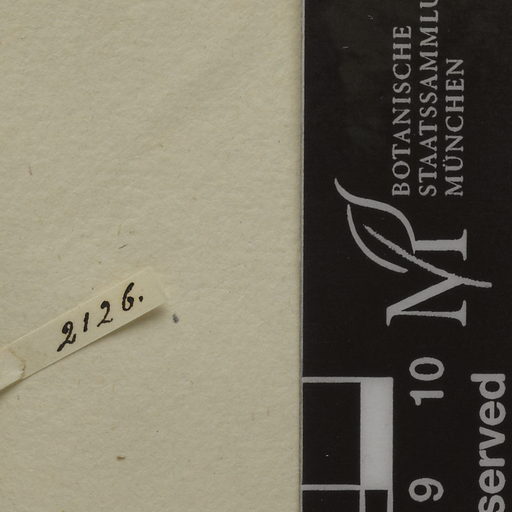 2126.
BOTANISCHE
STAATSSAMMLU
MÜNCHEN
9 10
served